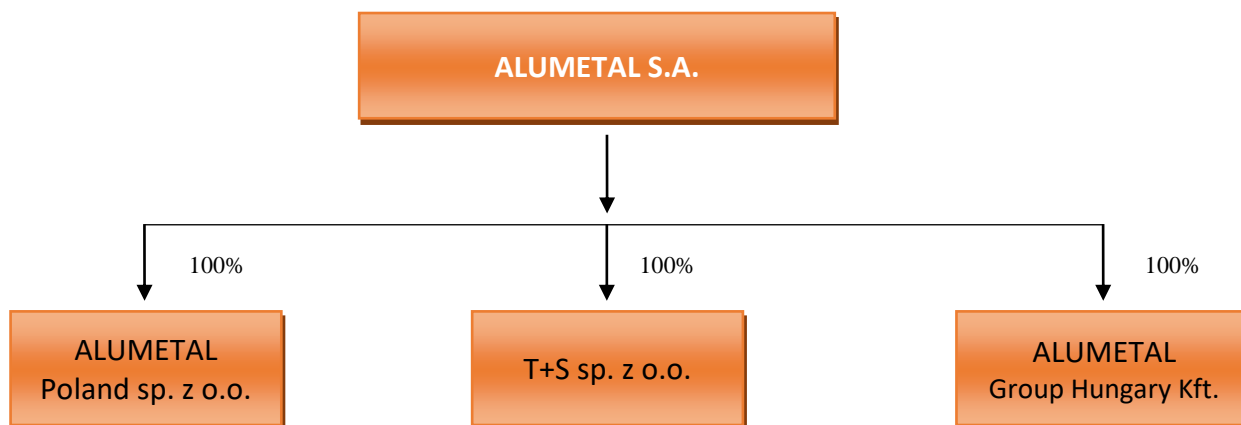 ALUMETAL S.A.
100%
100%
100%
ALUMETAL
Poland sp. z o.o.
T+S sp. z o.o.
ALUMETAL
Group Hungary Kft.